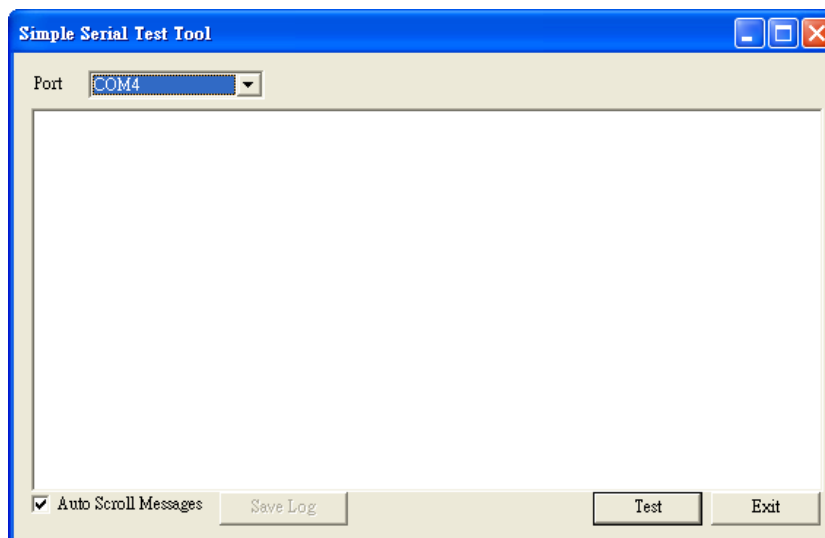 Simple Serial Test Tool
Port COM4
Auto Scroll Messages Save Log Test Exit